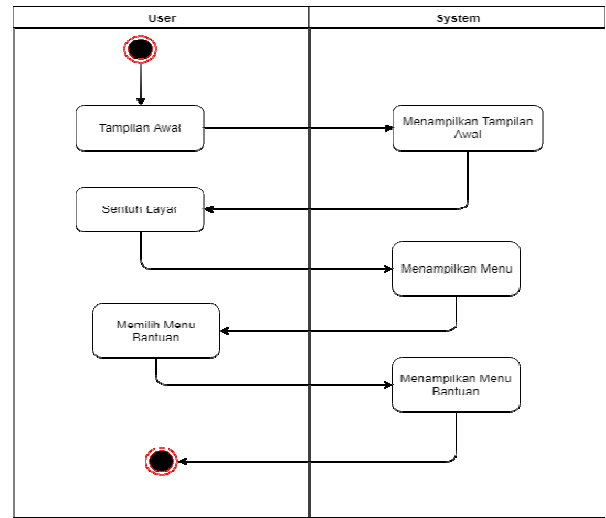 User
System
Tampilan Awal
Menampilkan Tampilan
Awal
Sentuh Layar
Menampilkan Menu
Memilih Menu
Bantuan
Menampilkan Menu
Bantuan